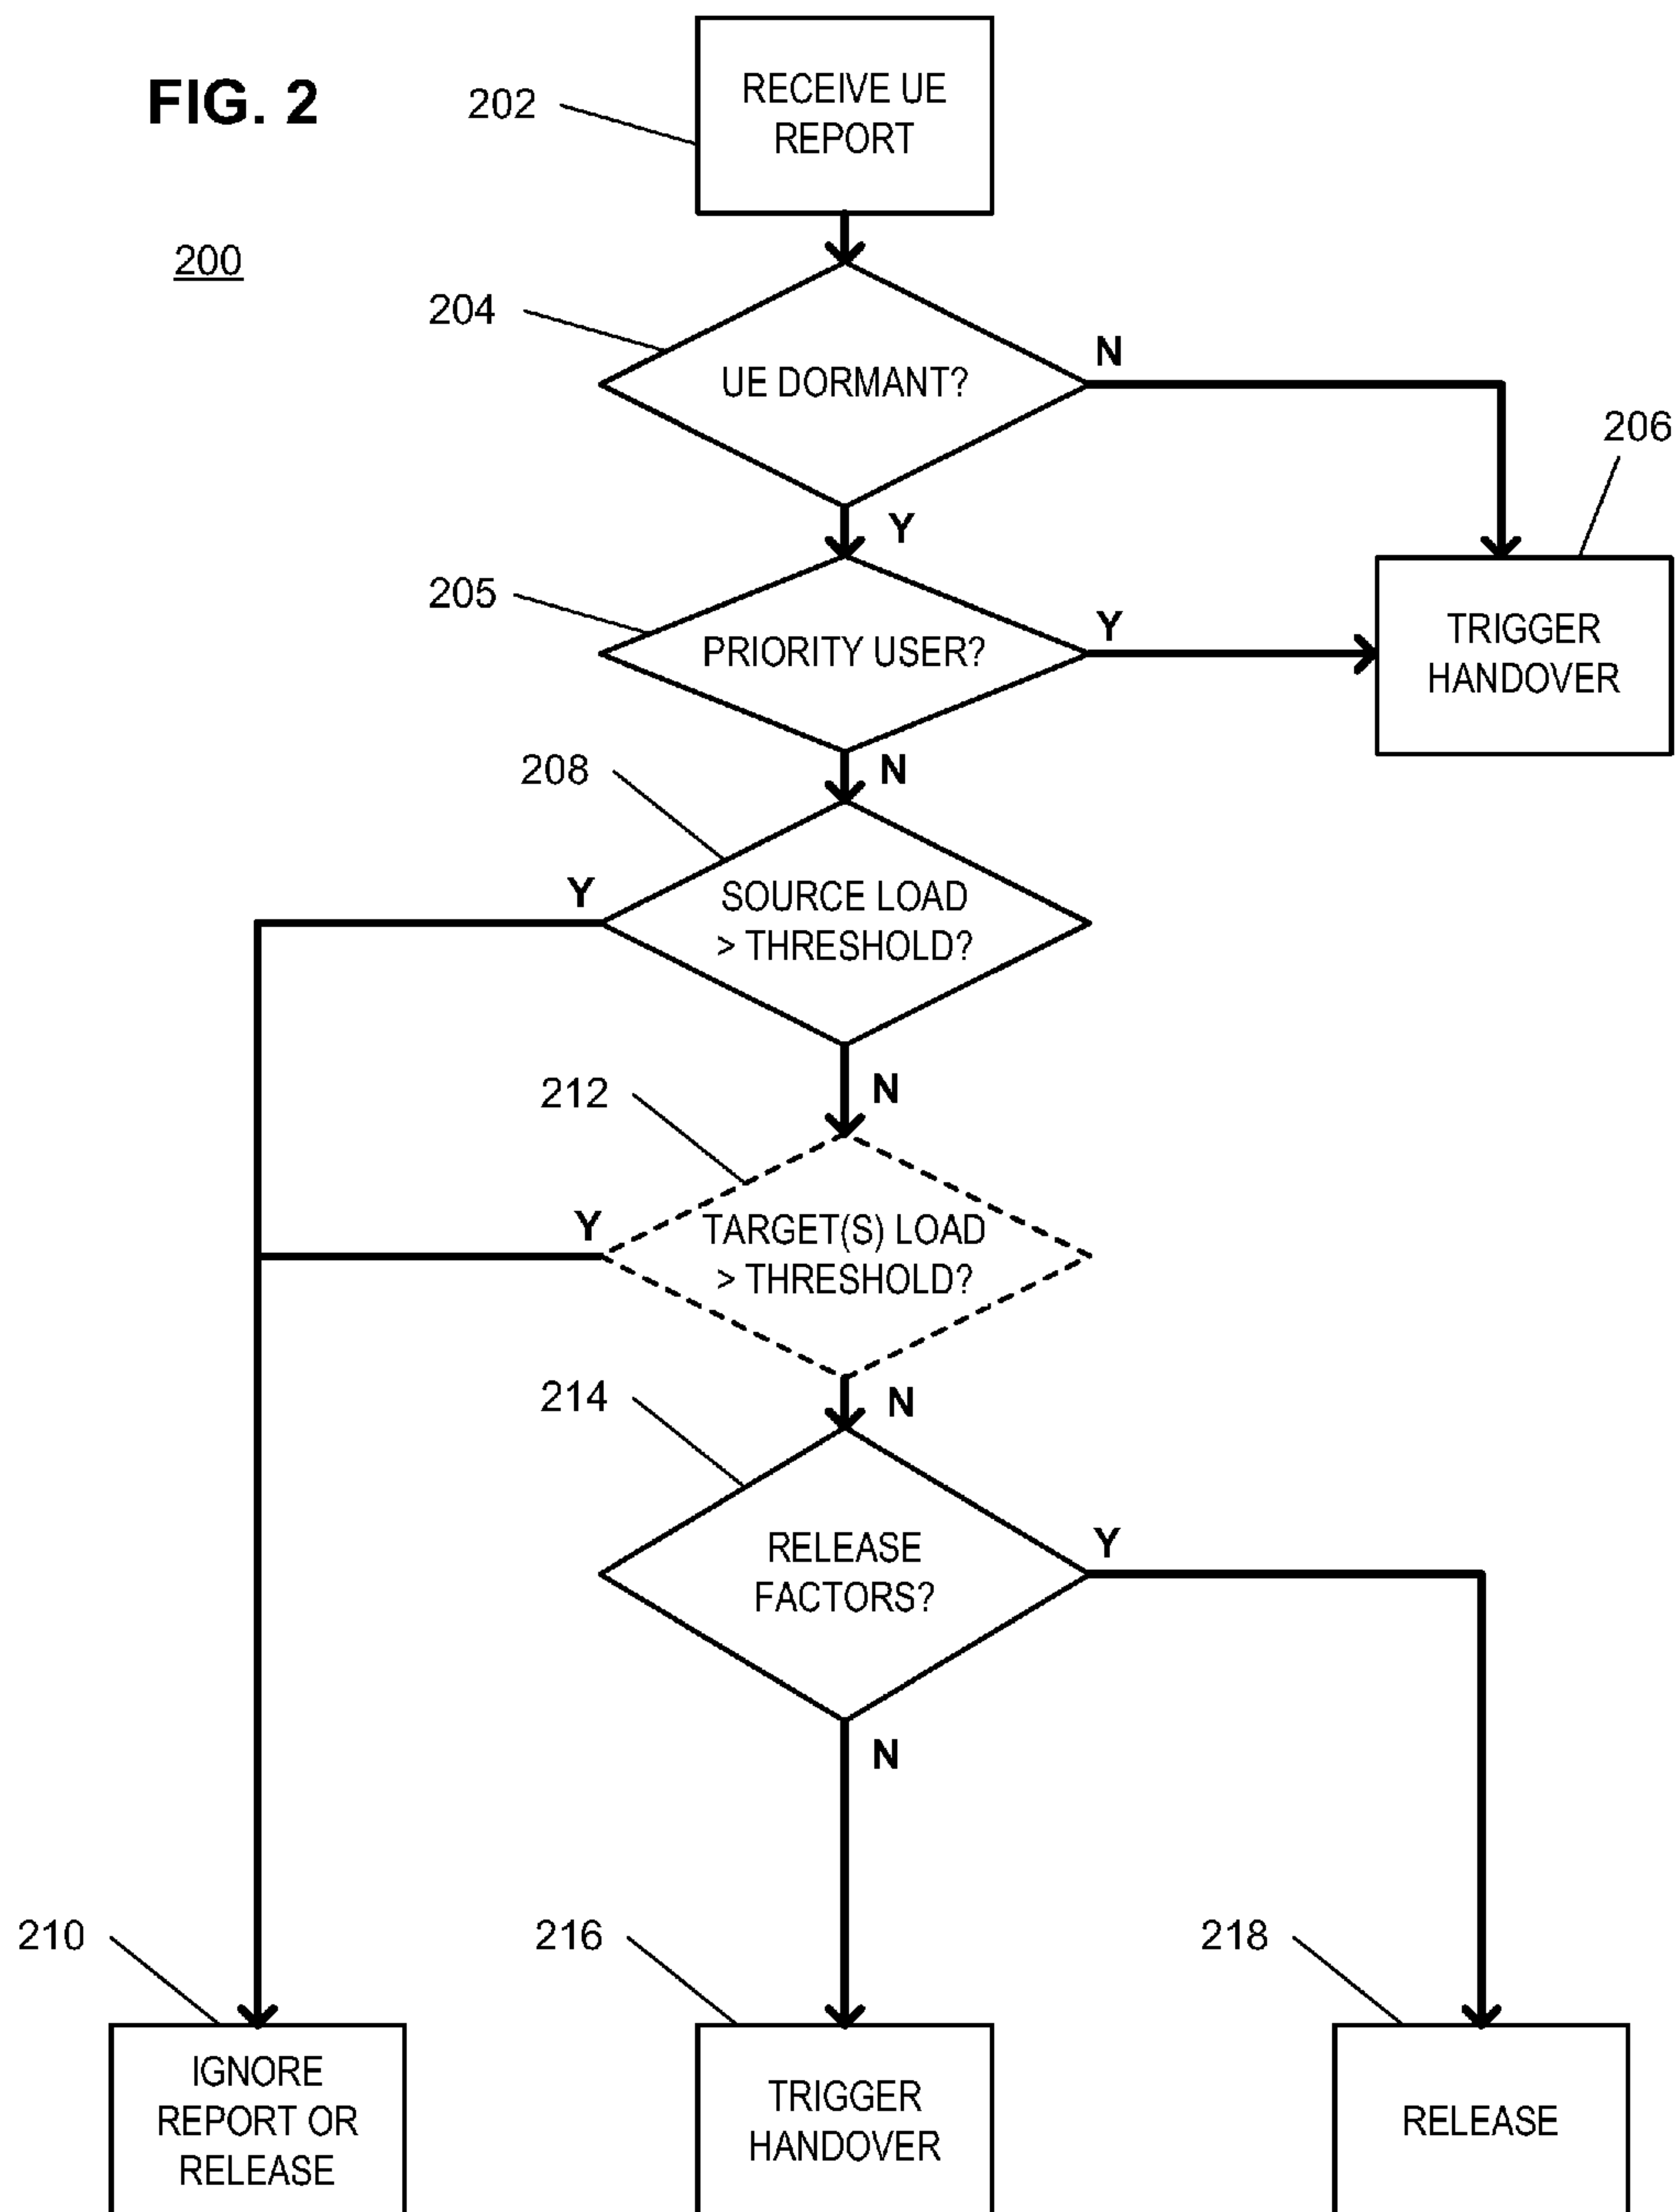 FIG. 2
202
RECEIVE UE
REPORT
200
204
UE DORMANT?
N
206
Y
205
PRIORITY USER?
Y
TRIGGER
HANDOVER
N
208
Y
SOURCE LOAD
> THRESHOLD?
N
212
Y
TARGET(S) LOAD
> THRESHOLD?
N
214
RELEASE
FACTORS?
Y
N
210
216
218
IGNORE
REPORT OR
RELEASE
TRIGGER
HANDOVER
RELEASE